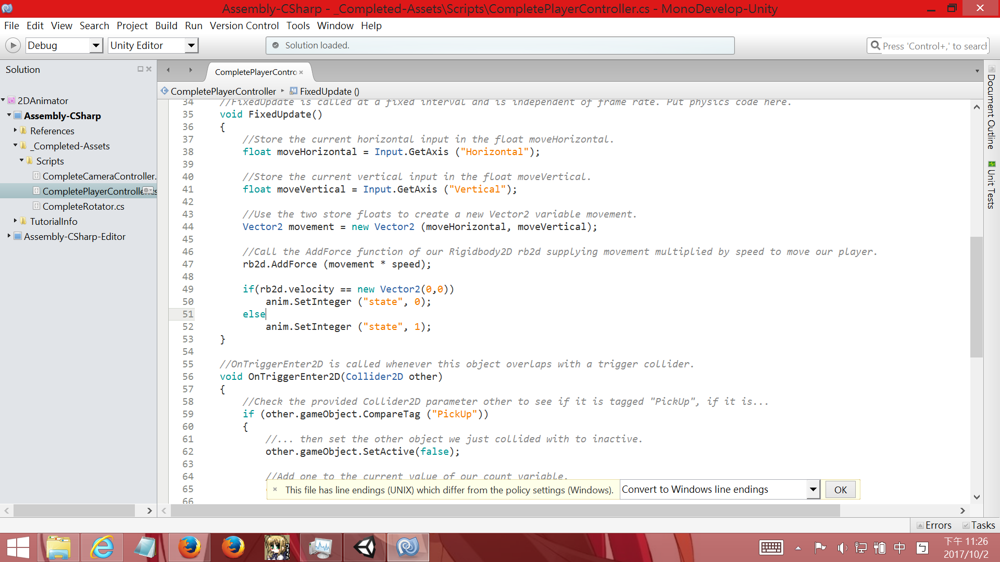 Assembly-CSharp - _Completed-Assets\Scripts\CompletePlayerController.cs - MonoDevelop-Unity
File Edit View Search Project Build Run Version Control Tools Window Help
Debug
Unity Editor
Solution loaded.
Press 'Control+,' to search
Solution
2DAnimator
Assembly-CSharp
References
_Completed-Assets
Scripts
CompleteCameraController.
CompletePlayerController.cs
CompleteRotator.cs
TutorialInfo
Assembly-CSharp-Editor
CompletePlayerContro
CompletePlayerController
FixedUpdate ()
34 //FixedUpdate is called at a fixed interval and is independent of frame rate. Put physics code here.
35 void FixedUpdate()
36 {
37 //Store the current horizontal input in the float moveHorizontal.
38 float moveHorizontal = Input.GetAxis ("Horizontal");
39
40 //Store the current vertical input in the float moveVertical.
41 float moveVertical = Input.GetAxis ("Vertical");
42
43 //Use the two store floats to create a new Vector2 variable movement.
44 Vector2 movement = new Vector2 (moveHorizontal, moveVertical);
45
46 //Call the AddForce function of our Rigidbody2D rb2d supplying movement multiplied by speed to move our player.
47 rb2d.AddForce (movement * speed);
48
49 if(rb2d.velocity == new Vector2(0,0))
50 anim.SetInteger ("state", 0);
51 else
52 anim.SetInteger ("state", 1);
53 }
54
55 //OnTriggerEnter2D is called whenever this object overlaps with a trigger collider.
56 void OnTriggerEnter2D(Collider2D other)
57 {
58 //Check the provided Collider2D parameter other to see if it is tagged "PickUp", if it is...
59 if (other.gameObject.CompareTag ("PickUp"))
60 {
61 //... then set the other object we just collided with to inactive.
62 other.gameObject.SetActive(false);
63
64 //Add one to the current value of our count variable.
65
66
This file has line endings (UNIX) which differ from the policy settings (Windows).
Convert to Windows line endings
OK
Document Outline
Unit Tests
Errors
Tasks
中
ㄅ
下午 11:26
2017/10/2